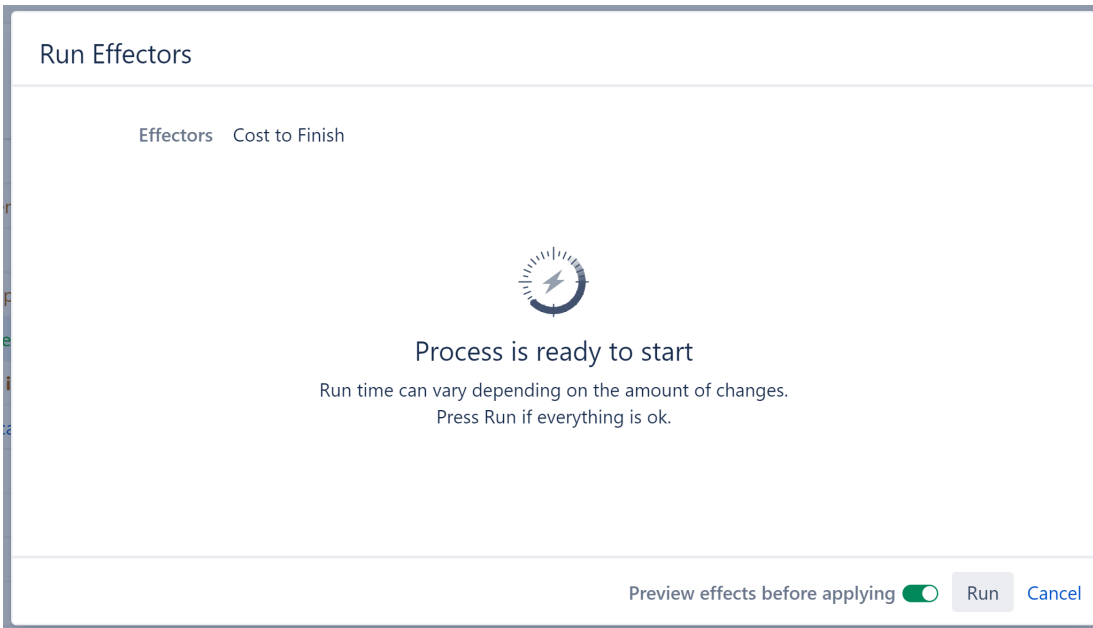 Run Effectors
Effectors Cost to Finish
Process is ready to start
Run time can vary depending on the amount of changes.
Press Run if everything is ok.
Preview effects before applying Run Cancel